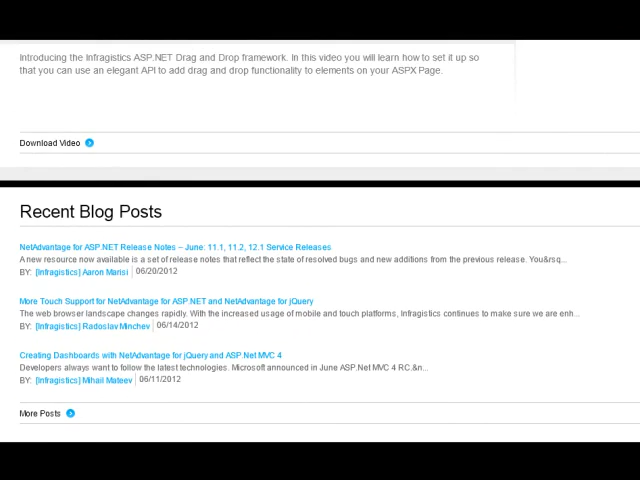 Introducing the Infragistics ASP.NET Drag and Drop framework. In this video you will learn how to set it up so
that you can use an elegant API to add drag and drop functionality to elements on your ASPX Page.
Download Video
Recent Blog Posts
NetAdvantage for ASP.NET Release Notes – June: 11.1, 11.2, 12.1 Service Releases
A new resource now available is a set of release notes that reflect the state of resolved bugs and new additions from the previous release. You&rsq...
BY: [Infragistics] Aaron Marisi 06/20/2012
More Touch Support for NetAdvantage for ASP.NET and NetAdvantage for jQuery
The web browser landscape changes rapidly. With the increased usage of mobile and touch platforms, Infragistics continues to make sure we are enh...
BY: [Infragistics] Radoslav Minchev 06/14/2012
Creating Dashboards with NetAdvantage for jQuery and ASP.Net MVC 4
Developers always want to follow the latest technologies. Microsoft announced in June ASP.Net MVC 4 RC.&n...
BY: [Infragistics] Mihail Mateev 06/11/2012
More Posts